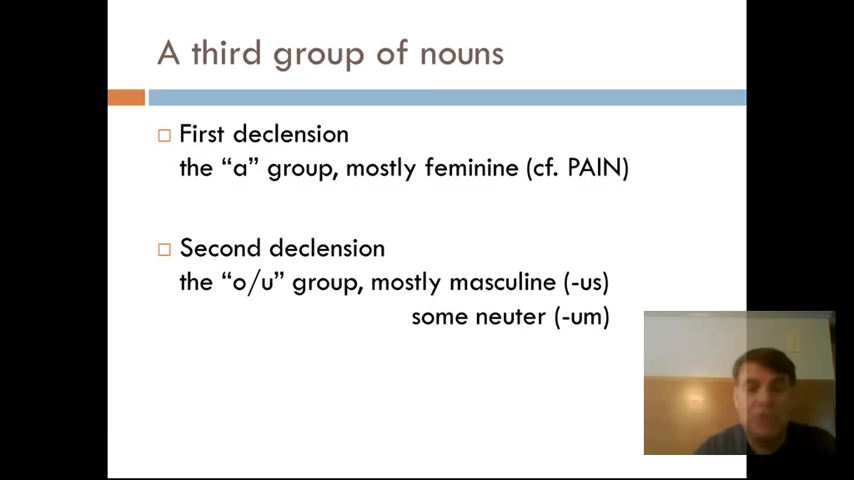 A third group of nouns
First declension
the “a” group, mostly feminine (cf. PAIN)
Second declension
the “o/u” group, mostly masculine (-us)
some neuter (-um)